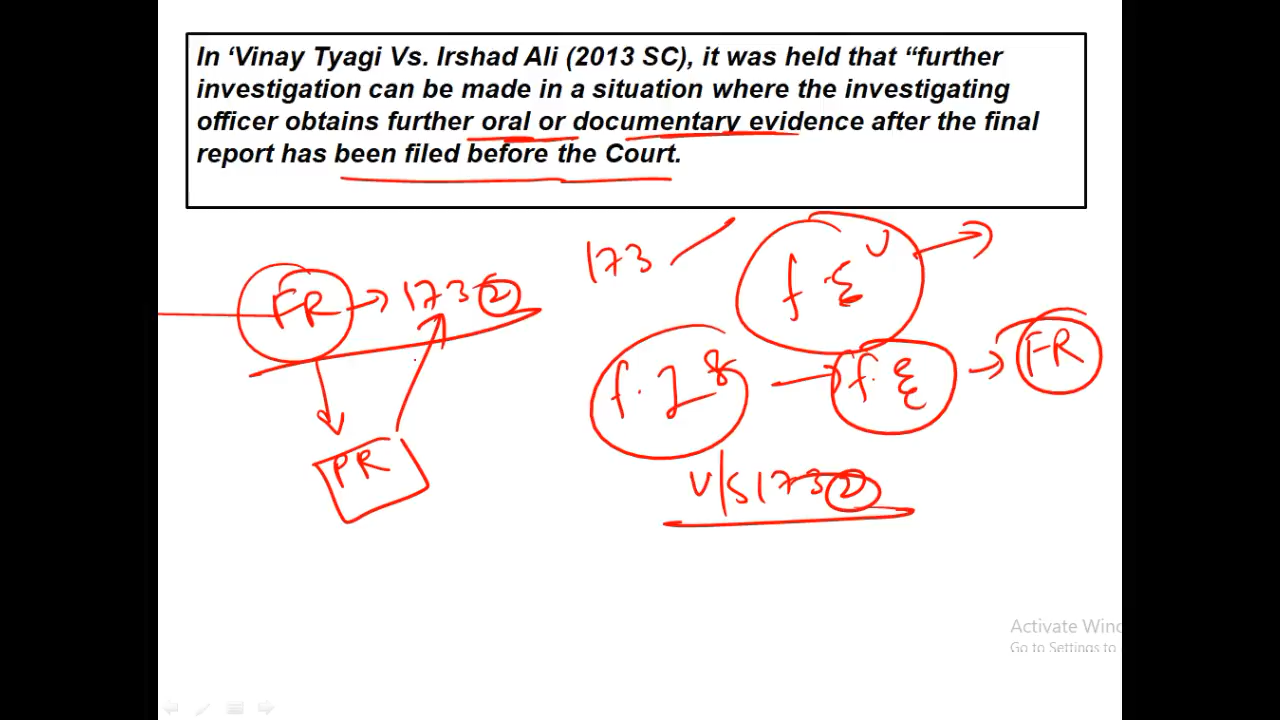 In ‘Vinay Tyagi Vs. Irshad Ali (2013 SC), it was held that “further
investigation can be made in a situation where the investigating
officer obtains further oral or documentary evidence after the final
report has been filed before the Court.
173
FR 173 2
FR
PR
U/S 173 2
Activate Wind
Go to Settings to